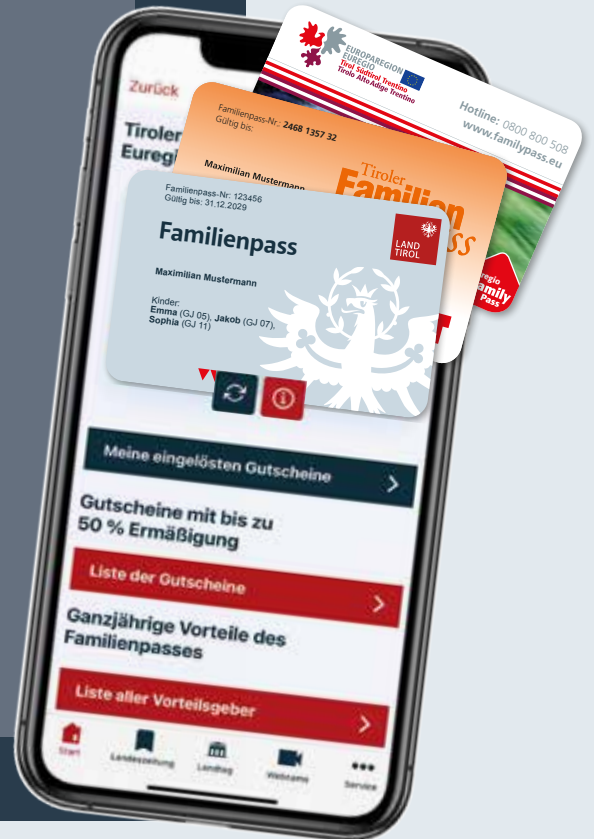 EUROPAREGION
EUREGIO
Tirol Südtirol Trentino
Tirolo Alto Adige Trentino
Hotline: 0800 800 508
www.familypass.eu
Family
Pass
Familienpass-Nr.: 2468 1357 32
Gültig bis:
Maximilian Mustermann
Tiroler
Familien
Zurück
Tiroler
Familienpass-Nr: 123456
Gültig bis: 31.12.2029
Familienpass
LAND
TIROL
Maximilian Mustermann
Kinder:
Emma (GJ 05), Jakob (GJ 07),
Sophia (GJ 11)
Meine eingelösten Gutscheine
Gutscheine mit bis zu
50 % Ermäßigung
Liste der Gutscheine
Ganzjährige Vorteile des
Familienpasses
Liste aller Vorteilsgeber
Start
Landeszeitung
Landtag
Webcams
Service